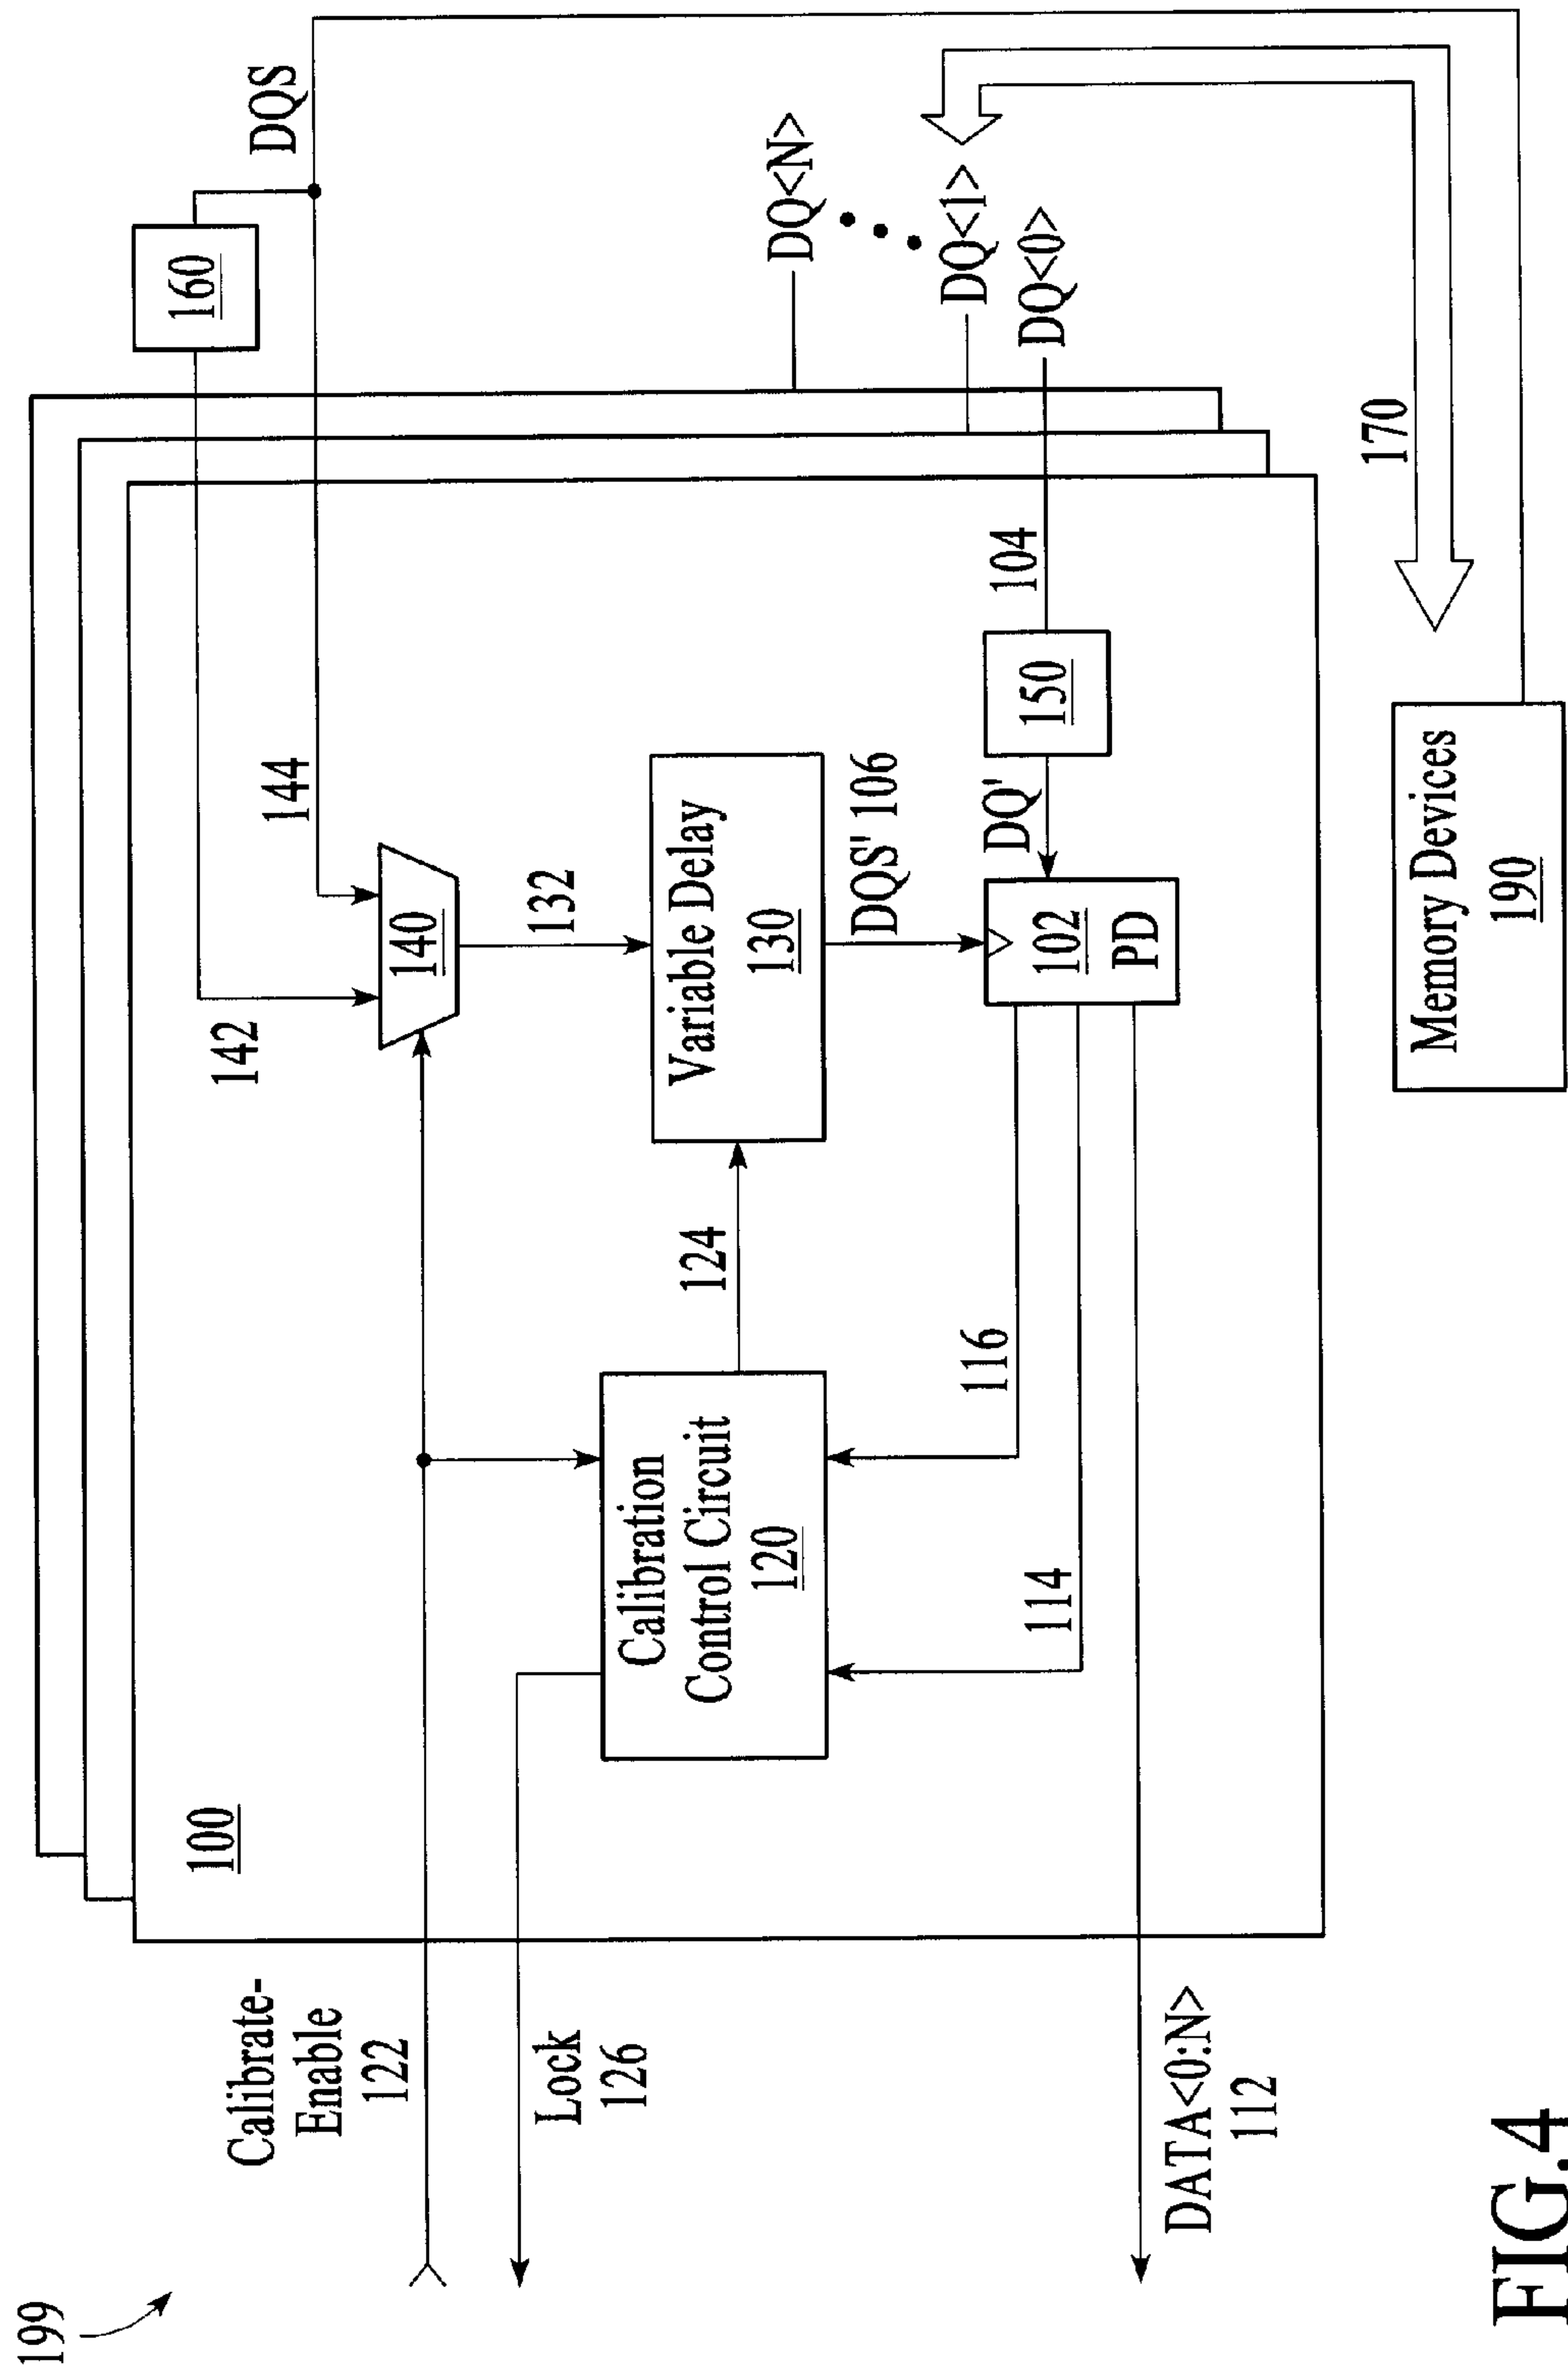 199
Calibrate-
Enable
122
Lock
126
DATA<0:N>
112
100
Calibration
Control Circuit
120
114
116
124
142
140
144
132
Variable Delay
130
DQS' 106
102
PD
DQ'
150
104
160
DQS
DQ<N>
DQ<1>
DQ<0>
170
Memory Devices
190
FIG.4